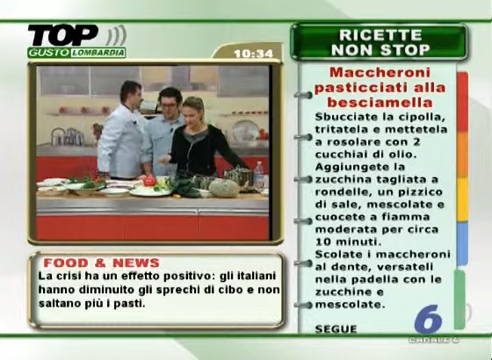 TOP
GUSTO LOMBARDIA
10:34
RICETTE
NON STOP
Maccheroni
pasticciati alla
besciamella
Sbucciate la cipolla,
tritatela e mettetela
a rosolare con 2
cucchiai di olio.
Aggiungete la
zucchina tagliata a
rondelle, un pizzico
di sale, mescolate e
cuocete a fiamma
moderata per circa
10 minuti.
Scolate i maccheroni
al dente, versateli
nella padella con le
zucchine e
mescolate.
SEGUE
FOOD & NEWS
La crisi ha un effetto positivo: gli italiani
hanno diminuito gli sprechi di cibo e non
saltano più i pasti.
6
CHANNEL 6